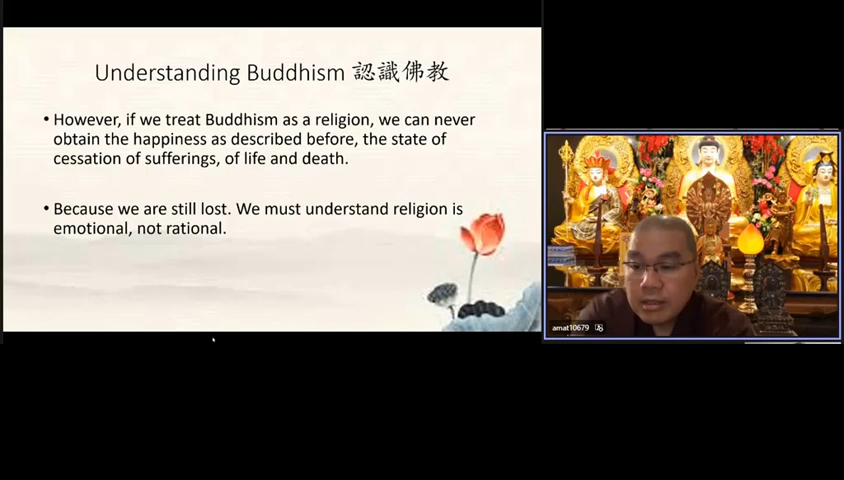 Understanding Buddhism 認識佛教
• However, if we treat Buddhism as a religion, we can never
obtain the happiness as described before, the state of
cessation of sufferings, of life and death.
• Because we are still lost. We must understand religion is
emotional, not rational.
amat10679